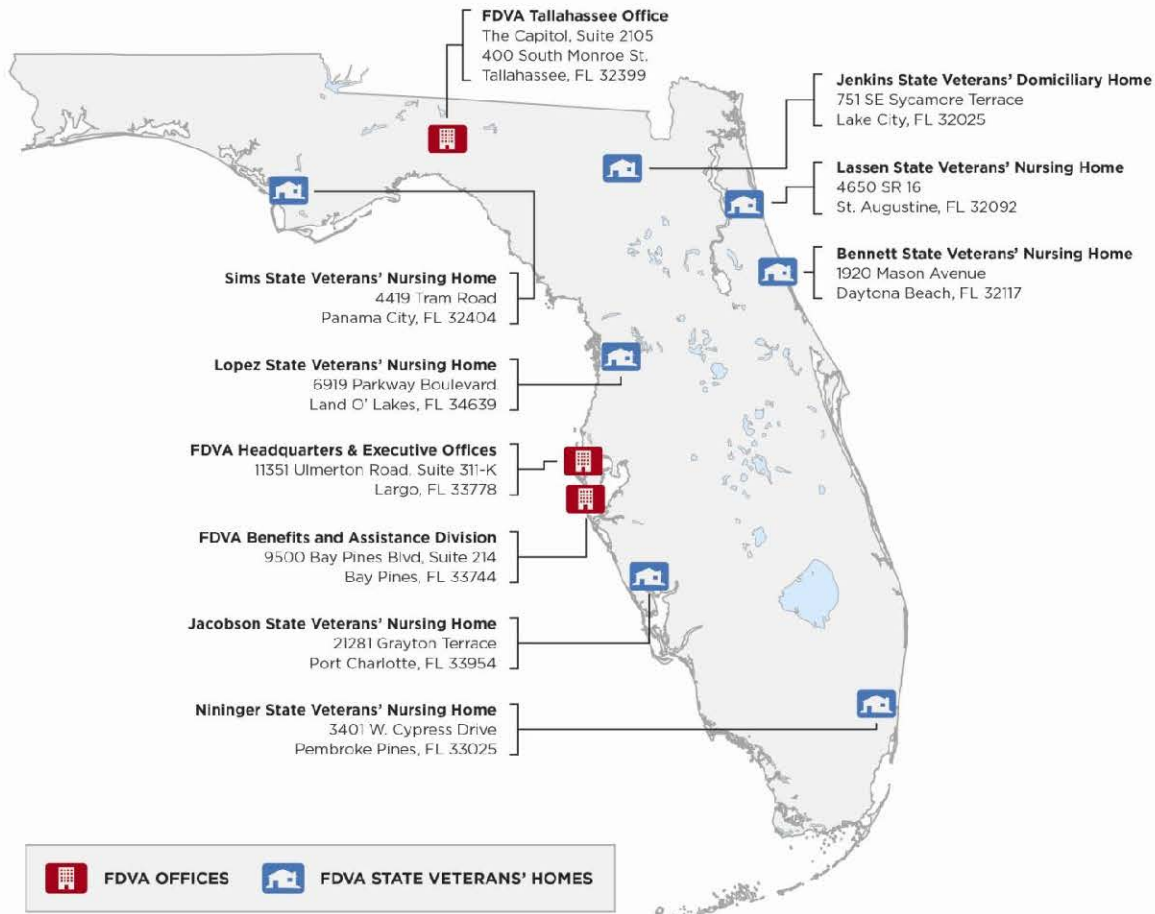 FDVA Tallahassee Office
The Capitol, Suite 2105
400 South Monroe St.
Tallahassee, FL 32399
Jenkins State Veterans' Domiciliary Home
751 SE Sycamore Terrace
Lake City, FL 32025
Lassen State Veterans' Nursing Home
4650 SR 16
St. Augustine, FL 32092
Bennett State Veterans' Nursing Home
1920 Mason Avenue
Daytona Beach, FL 32117
Sims State Veterans' Nursing Home
4419 Tram Road
Panama City, FL 32404
Lopez State Veterans' Nursing Home
6919 Parkway Boulevard
Land O' Lakes, FL 34639
FDVA Headquarters & Executive Offices
11351 Ulmerton Road, Suite 311-K
Largo, FL 33778
FDVA Benefits and Assistance Division
9500 Bay Pines Blvd, Suite 214
Bay Pines, FL 33744
Jacobson State Veterans' Nursing Home
21281 Grayton Terrace
Port Charlotte, FL 33954
Nininger State Veterans' Nursing Home
3401 W. Cypress Drive
Pembroke Pines, FL 33025
FDVA OFFICES
FDVA STATE VETERANS' HOMES